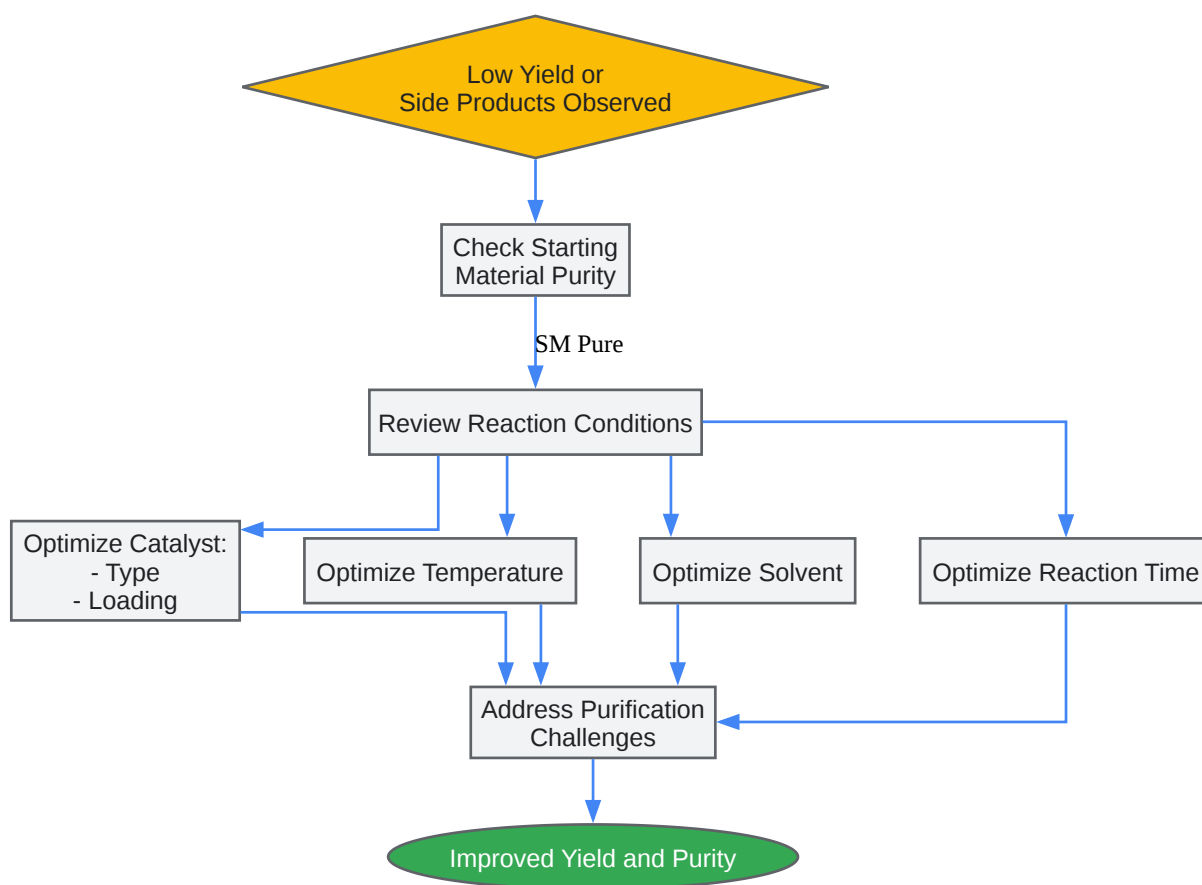 Low Yield or
Side Products Observed
Check Starting
Material Purity
SM Pure
Review Reaction Conditions
Optimize Catalyst:
- Type
- Loading
Optimize Temperature
Optimize Solvent
Optimize Reaction Time
Address Purification
Challenges
Improved Yield and Purity